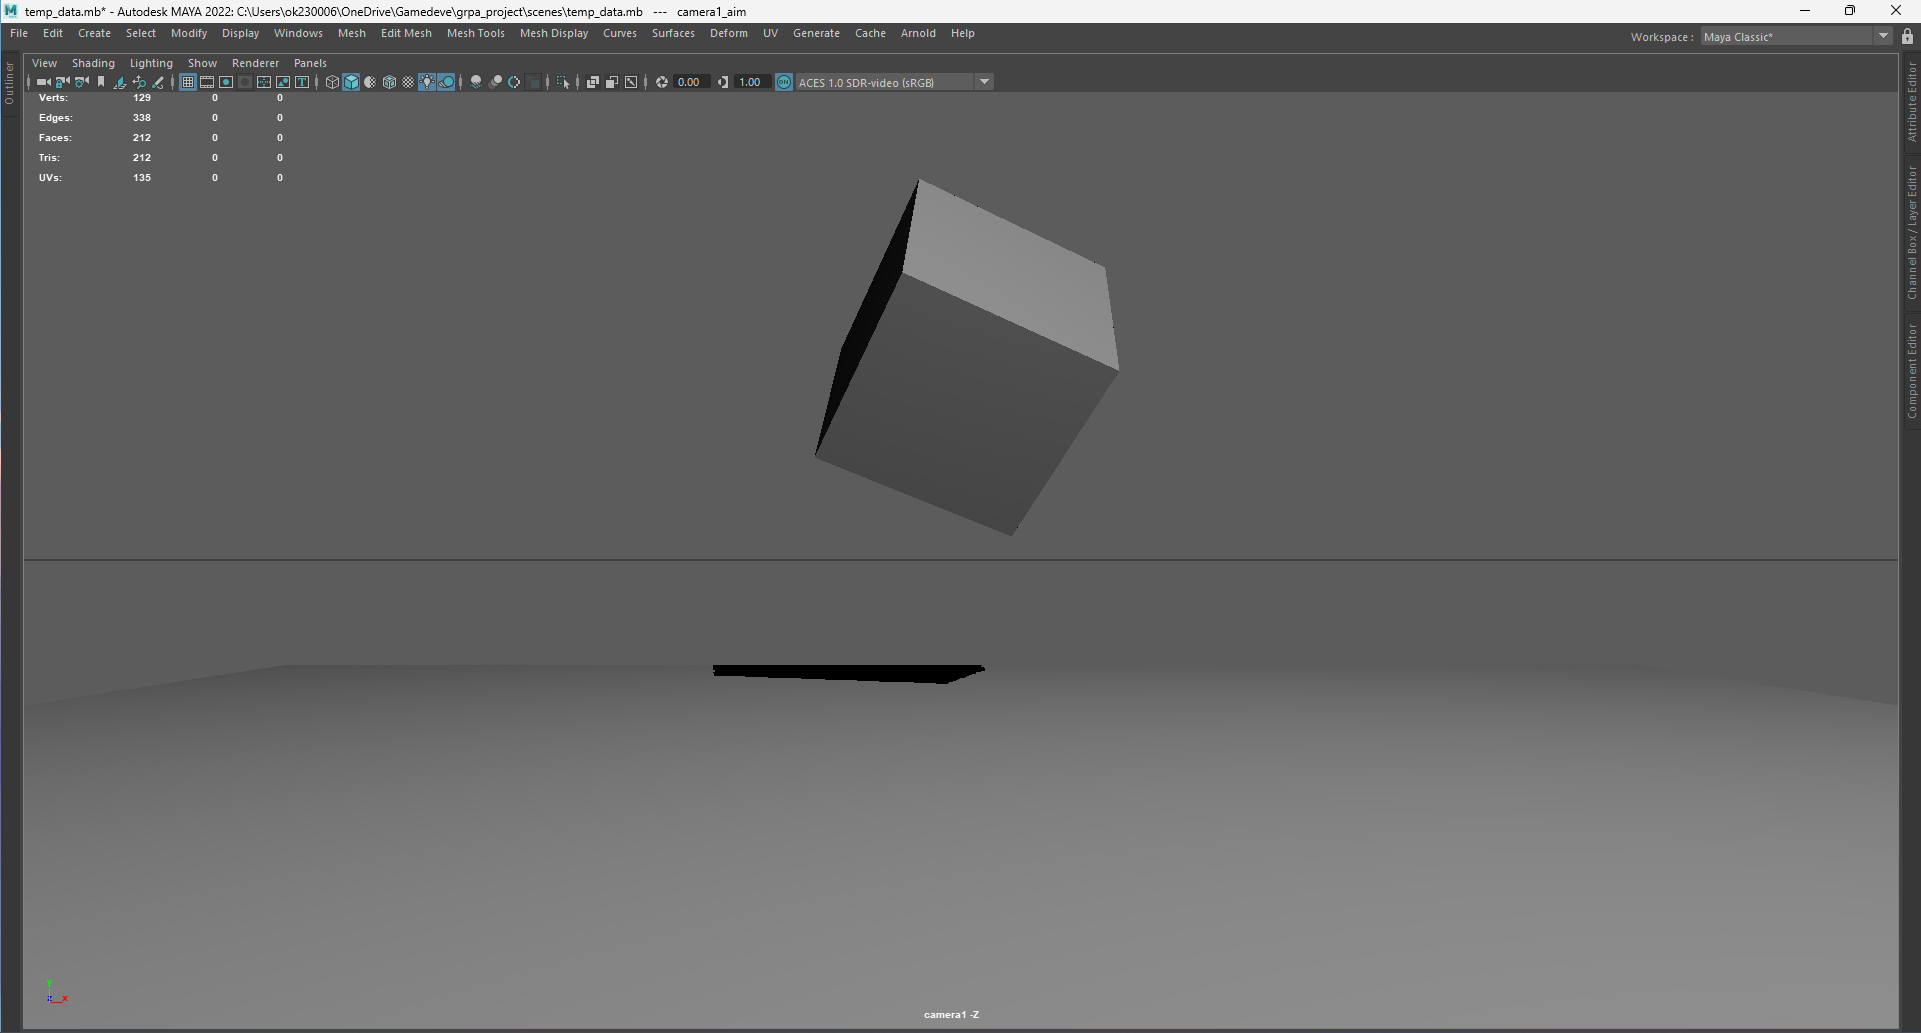 temp_data.mb* - Autodesk MAYA 2022: C:\Users\ok230006\OneDrive\Gamedeve\grpa_project\scenes\temp_data.mb --- camera1_aim
File Edit Create Select Modify Display Windows Mesh Edit Mesh Mesh Tools Mesh Display Curves Surfaces Deform UV Generate Cache Arnold Help
Workspace : Maya Classic*
View Shading Lighting Show Renderer Panels
0.00 1.00 ON ACES 1.0 SDR-video (sRGB)
Verts: 129 0 0
Edges: 338 0 0
Faces: 212 0 0
Tris: 212 0 0
UVs: 135 0 0
Outliner
Attribute Editor
Channel Box / Layer Editor
Component Editor
Y
Z X
camera1 -Z